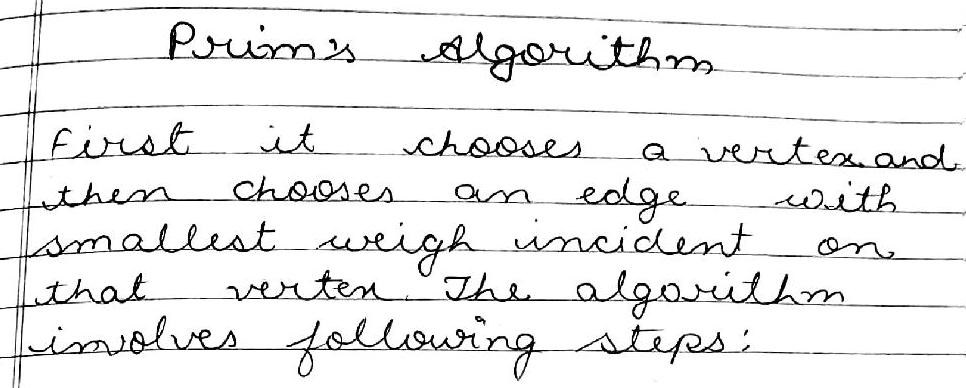 Prim's Algorithm
First it chooses a vertex and
then chooses an edge with
smallest weigh incident on
that vertex. The algorithm
involves following steps: